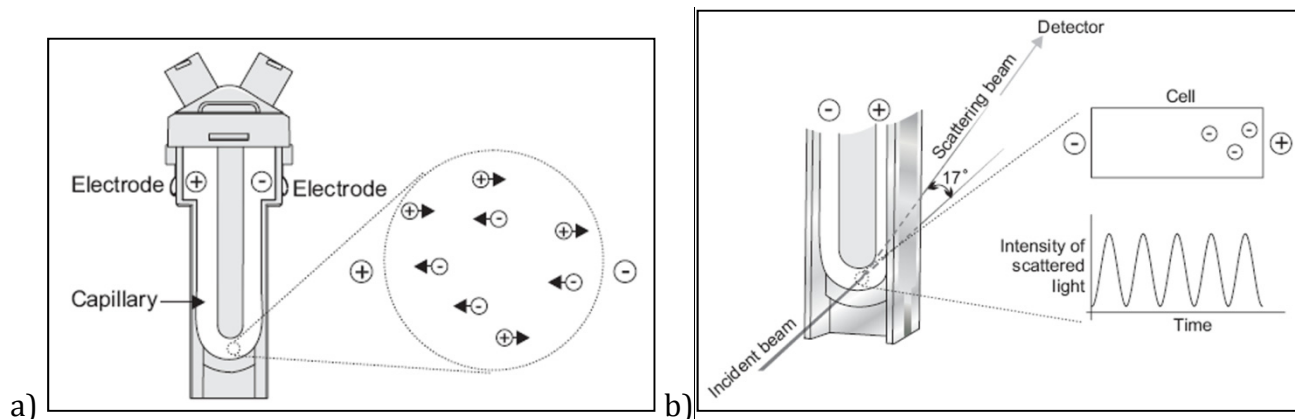 a)
Electrode
+
-
Electrode
Capillary
+
-
+
+
-
+
-
-
-
+
b)
Detector
Scattering beam
17°
Incident beam
-
+
Cell
-
-
-
-
+
Intensity of
scattered
light
Time